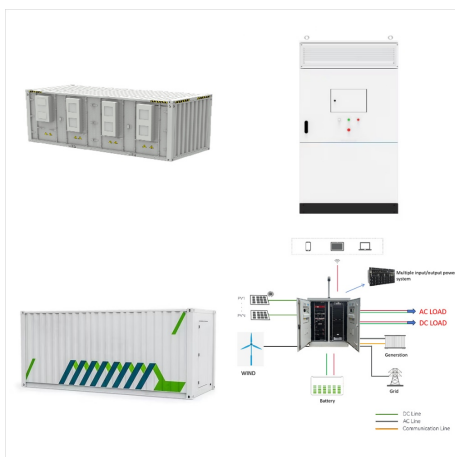 Multiple input/output power
system
AC LOAD
DC LOAD
WIND
Generation
Grid
Battery
DC Line
AC Line
Communication Line